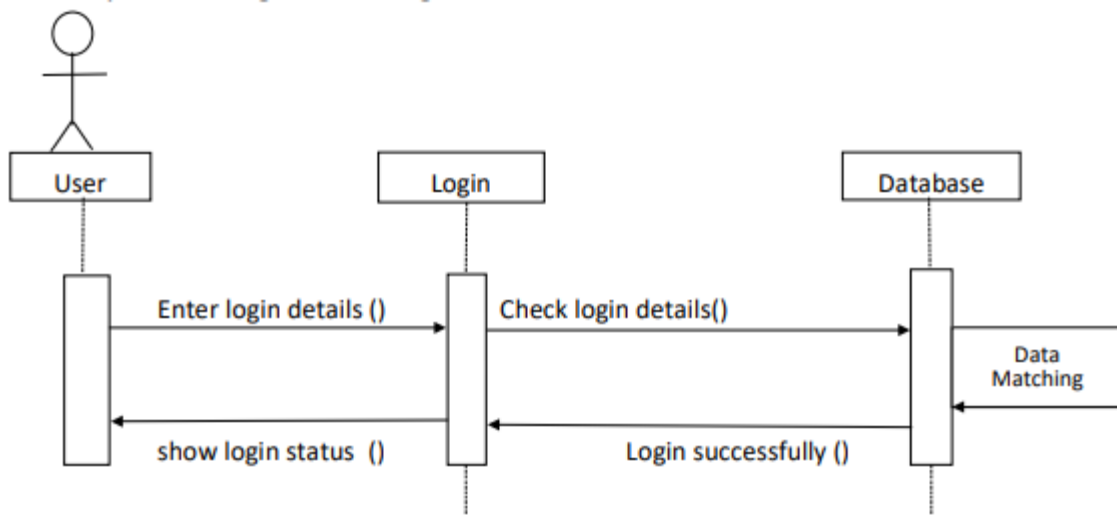 User
Login
Database
Enter login details ()
Check login details()
Data
Matching
show login status ()
Login successfully ()